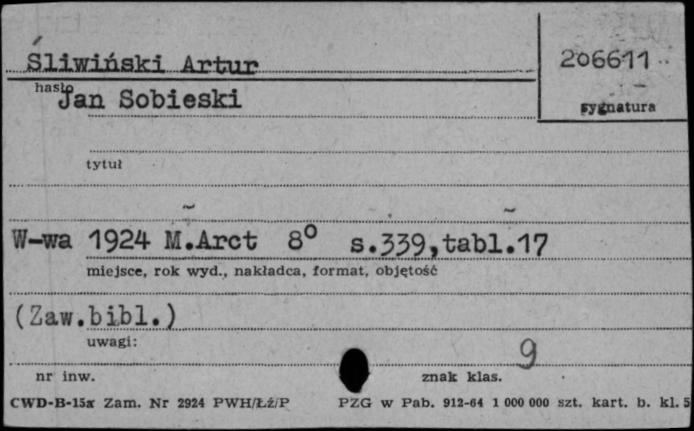 Śliwiński Artur
206611
hasło
Jan Sobieski
sygnatura
tytuł
W-wa 1924 M.Arct 8° s.339,tabl.17
miejsce, rok wyd., nakładca, format, objętość
(Zaw.bibl.)
uwagi:
9
nr inw.
znak klas.
CWD-B-15a Zam. Nr 2924 PWH/Łź/P PZG w Pab. 912-64 1 000 000 szt. kart. b. kl. 5